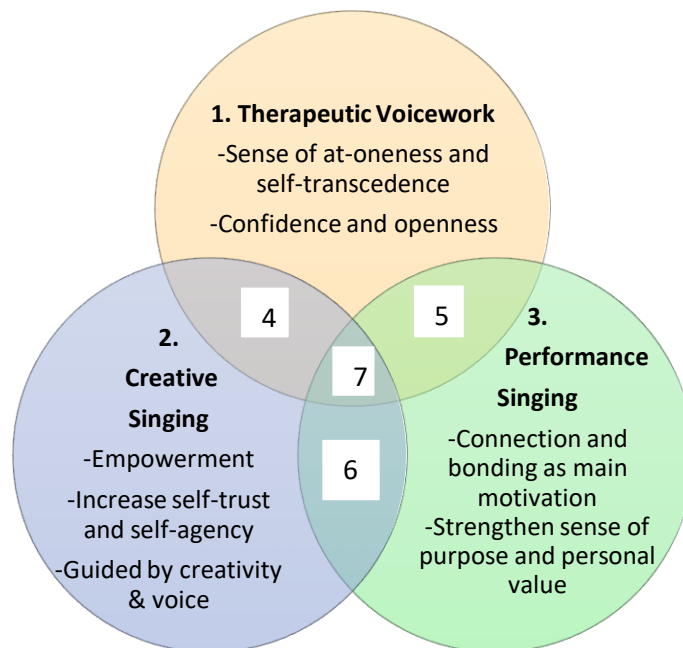 1. Therapeutic Voicework
-Sense of at-oneness and
self-transcedence
-Confidence and openness
4
5
7
6
2.
Creative
Singing
-Empowerment
-Increase self-trust
and self-agency
-Guided by creativity
& voice
3.
Performance
Singing
-Connection and
bonding as main
motivation
-Strengthen sense of
purpose and personal
value